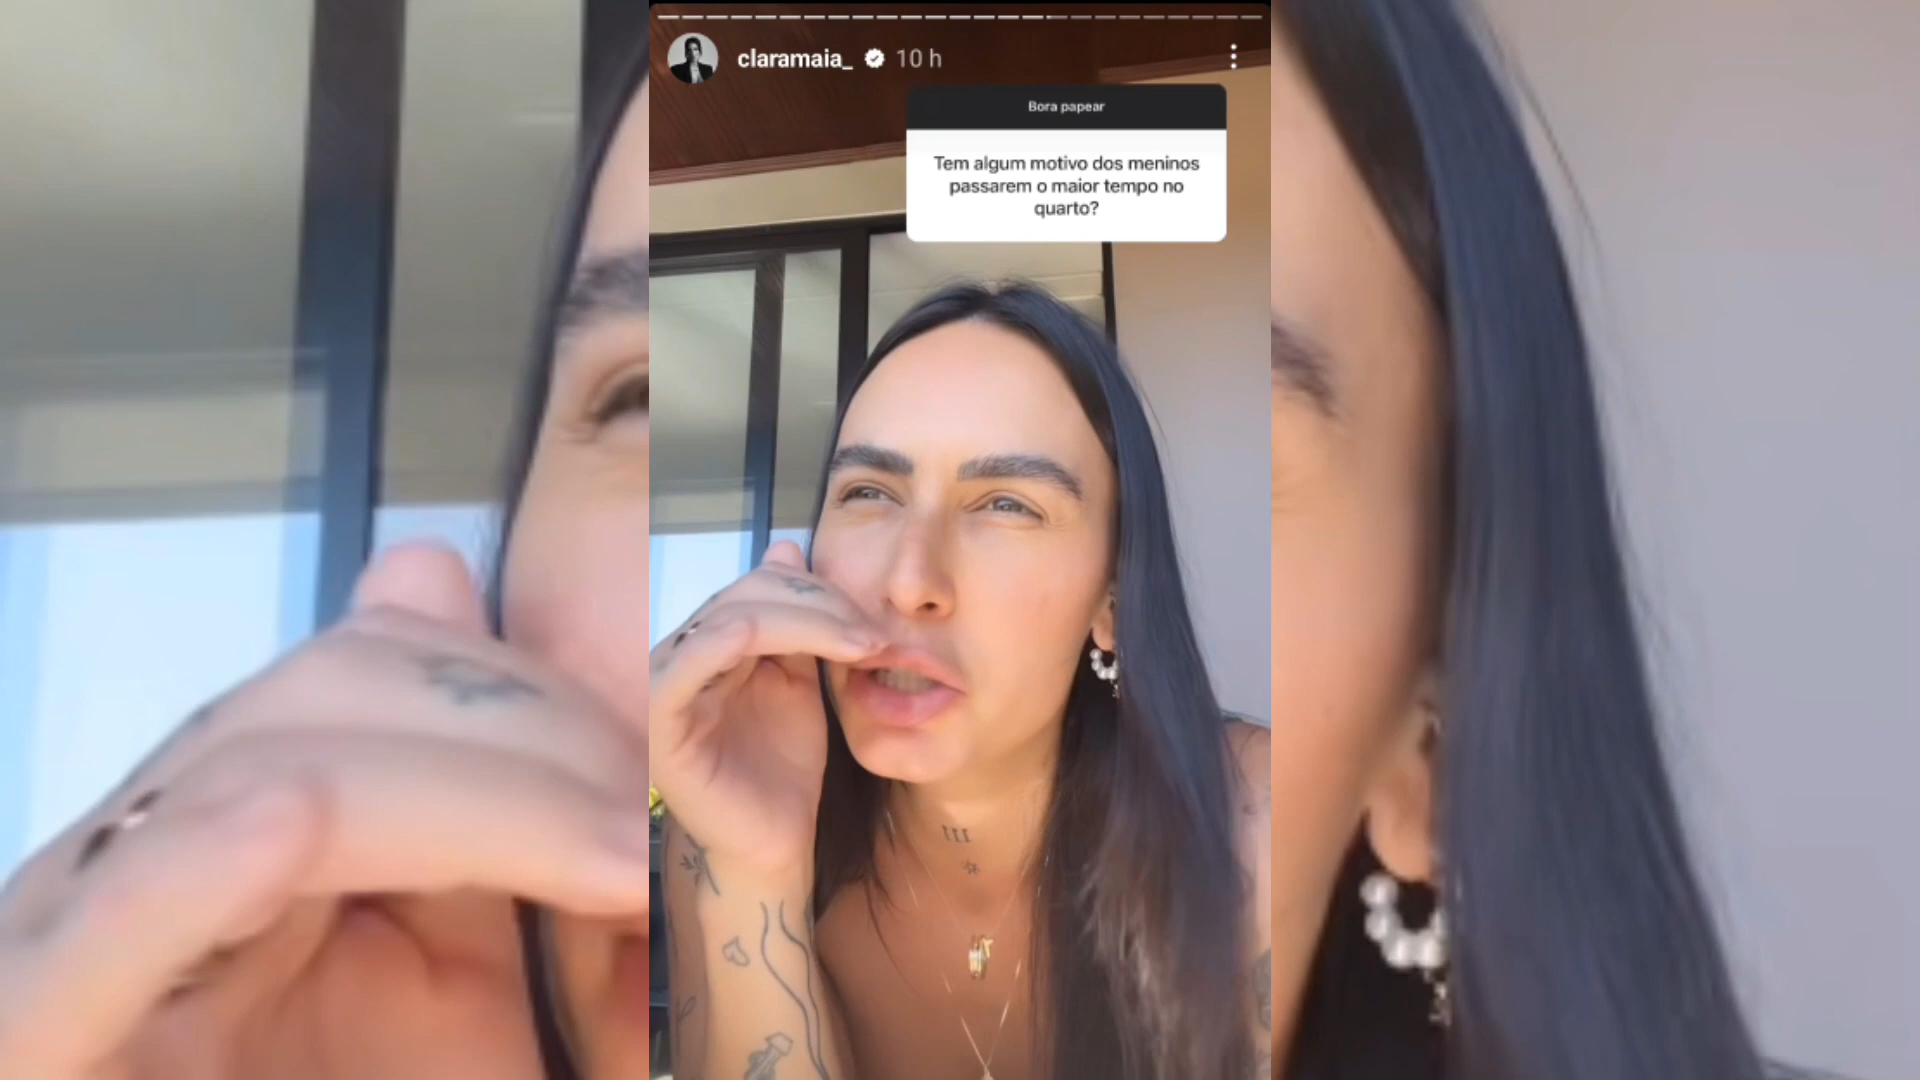 claramaia_ 10 h
Bora papear
Tem algum motivo dos meninos
passarem o maior tempo no
quarto?